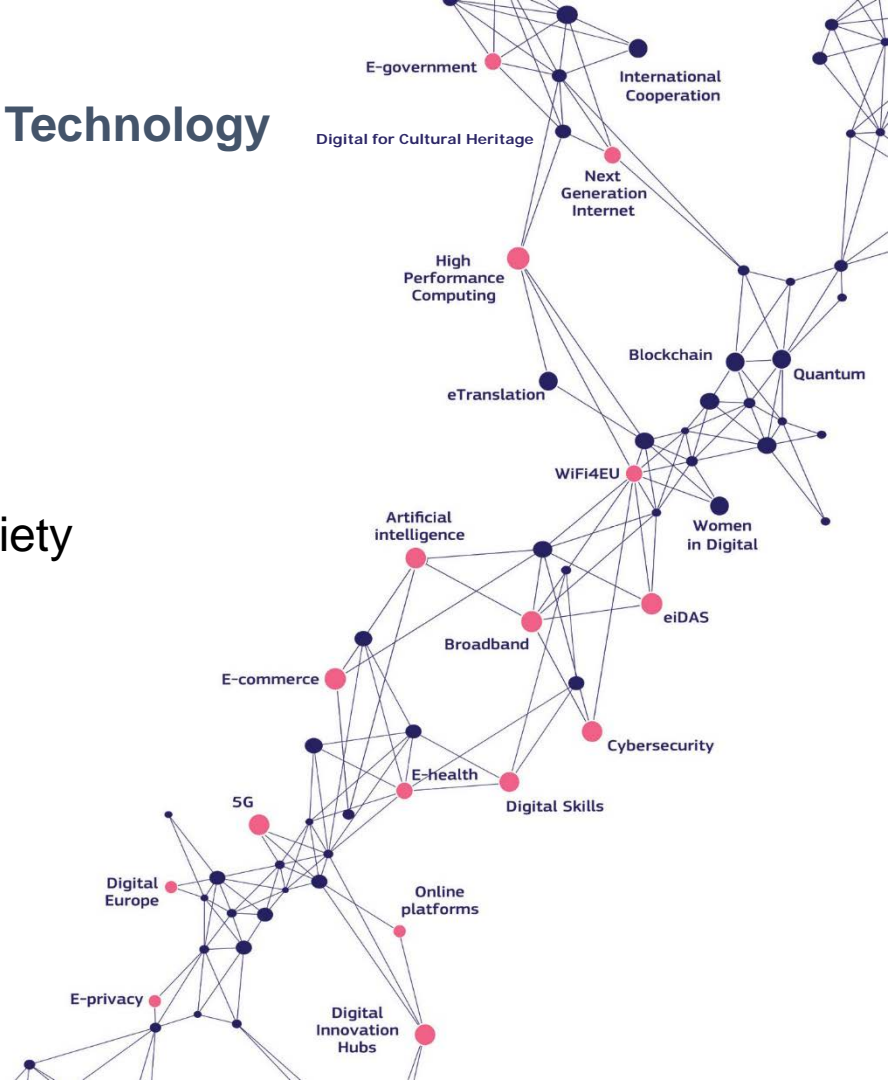 E-government
International
Cooperation
Technology
Digital for Cultural Heritage
Next
Generation
Internet
High
Performance
Computing
Blockchain
Quantum
eTranslation
WiFi4EU
Artificial
intelligence
iety
Women
in Digital
eiDAS
Broadband
E-commerce
Cybersecurity
E-health
Digital Skills
5G
Digital
Europe
Online
platforms
E-privacy
Digital
Innovation
Hubs